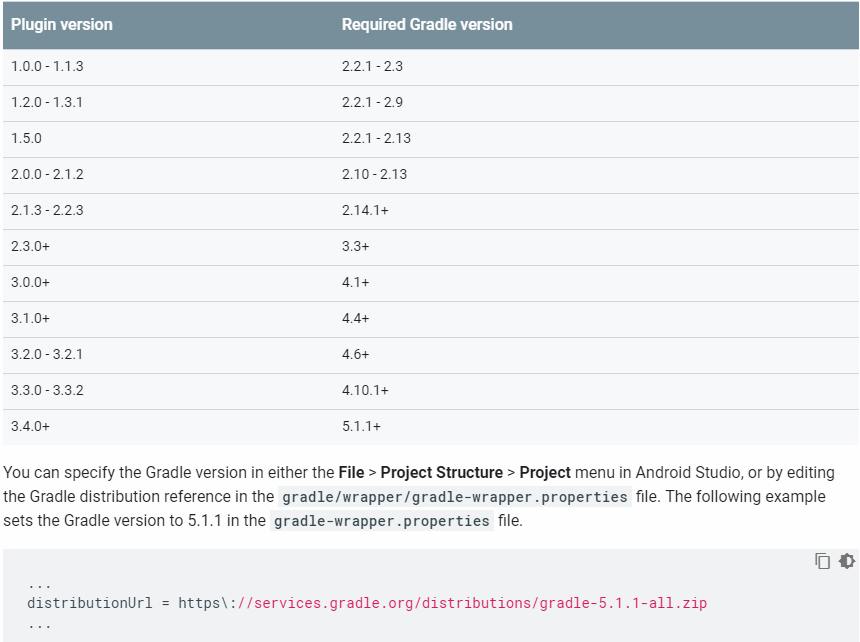 Plugin version Required Gradle version
1.0.0 - 1.1.3 2.2.1 - 2.3
1.2.0 - 1.3.1 2.2.1 - 2.9
1.5.0 2.2.1 - 2.13
2.0.0 - 2.1.2 2.10 - 2.13
2.1.3 - 2.2.3 2.14.1+
2.3.0+ 3.3+
3.0.0+ 4.1+
3.1.0+ 4.4+
3.2.0 - 3.2.1 4.6+
3.3.0 - 3.3.2 4.10.1+
3.4.0+ 5.1.1+
You can specify the Gradle version in either the File > Project Structure > Project menu in Android Studio, or by editing
the Gradle distribution reference in the gradle/wrapper/gradle-wrapper.properties file. The following example
sets the Gradle version to 5.1.1 in the gradle-wrapper.properties file.
...
distributionUrl = https\://services.gradle.org/distributions/gradle-5.1.1-all.zip
...